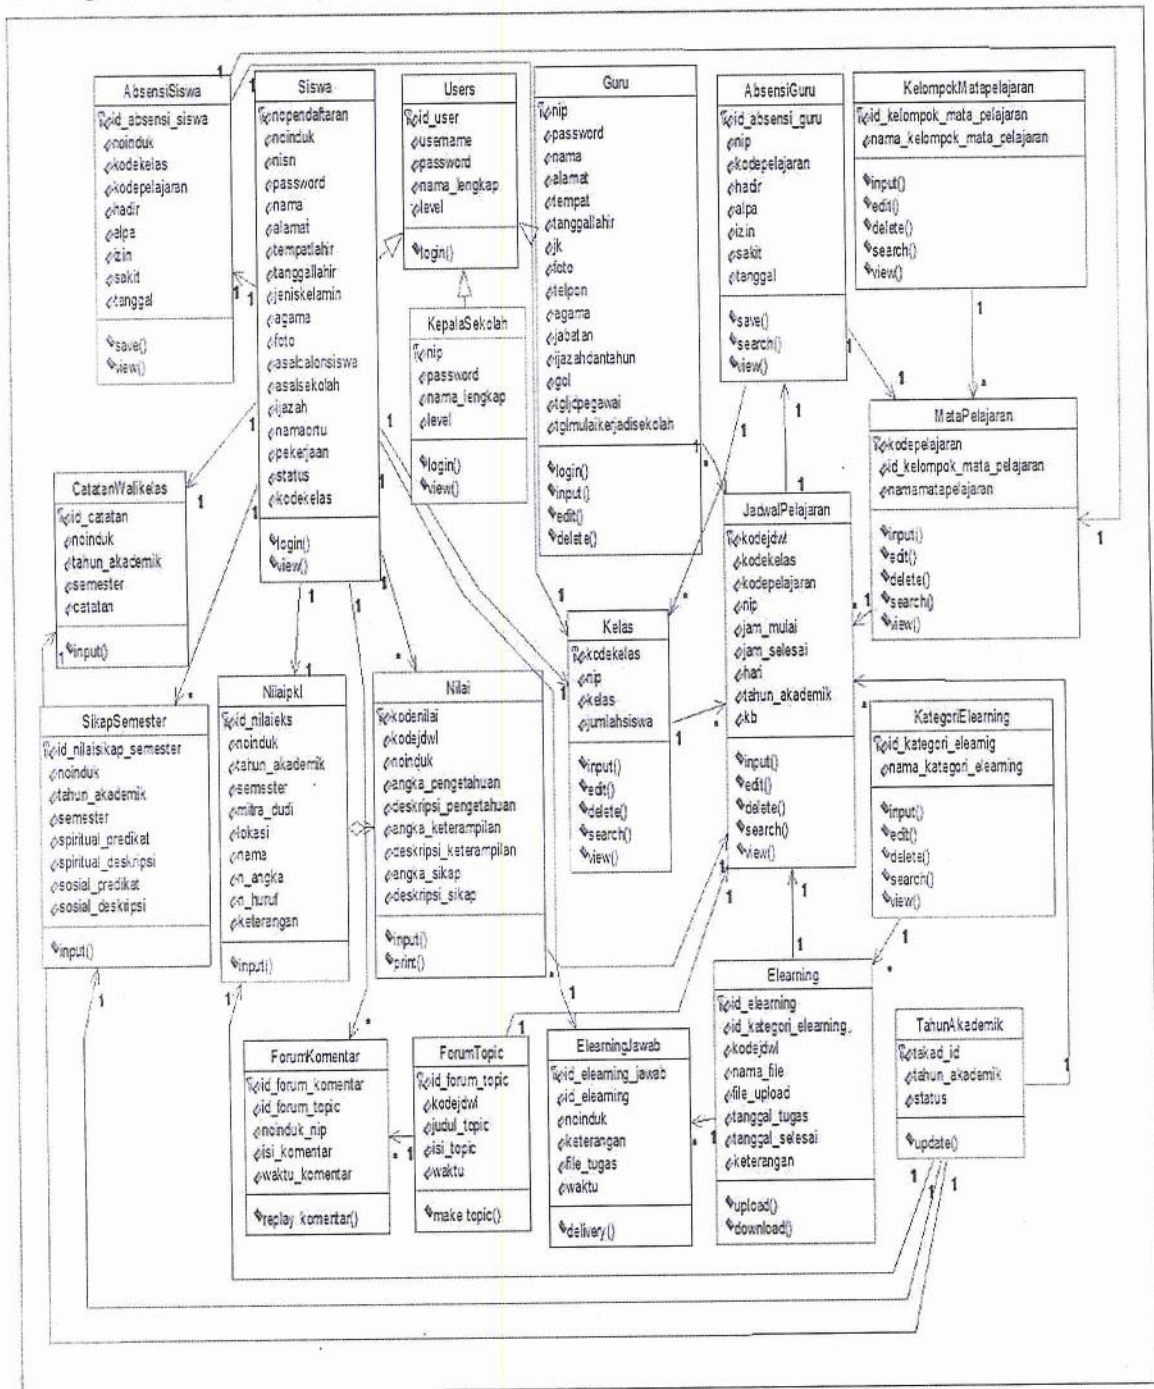 AbsensiSiswa
id_absensi_siswa
noinduk
kodekelas
kodepelajaran
hadir
alpa
izin
sakit
tanggal
save()
view()
Siswa
nopendaftaran
noinduk
nisn
password
nama
alamat
tempatlahir
tanggallahir
jeniskelamin
agama
foto
asalcalonsiswa
asalsekolah
ijazah
namaortu
pekerjaan
status
kodekelas
login()
view()
Users
id_user
username
password
nama_lengkap
level
login()
KepalaSekolah
nip
password
nama_lengkap
level
login()
view()
Guru
nip
password
nama
alamat
tempat
tanggallahir
jk
foto
telpon
agama
jabatan
ijazahdantahun
gol
tglmulaikerjadisekolah
login()
input()
edit()
delete()
AbsensiGuru
id_absensi_guru
nip
kodepelajaran
hadir
alpa
izin
sakit
tanggal
save()
search()
view()
KelompokMatapelajaran
id_kelompok_mata_pelajaran
nama_kelompok_mata_pelajaran
input()
edit()
delete()
search()
view()
MataPelajaran
kodepelajaran
id_kelompok_mata_pelajaran
namamatapelajaran
input()
edit()
delete()
search()
view()
CatatanWalikelas
id_catatan
noinduk
tahun_akademik
semester
catatan
input()
JadwalPelajaran
kodejdwl
kodekelas
kodepelajaran
nip
jam_mulai
jam_selesai
hari
tahun_akademik
kb
input()
edit()
delete()
search()
view()
Kelas
kodekelas
nip
kelas
jumlahsiswa
input()
edit()
delete()
search()
view()
SikapSemester
id_nilaisikap_semester
noinduk
tahun_akademik
semester
spiritual_predikat
spiritual_deskripsi
sosial_predikat
sosial_deskripsi
input()
Nilaipkl
id_nilaieks
noinduk
tahun_akademik
semester
mitra_dudi
lokasi
nama
n_angka
n_huruf
keterangan
input()
Nilai
kodenilai
kodejdwl
noinduk
angka_pengetahuan
deskripsi_pengetahuan
angka_keterampilan
deskripsi_keterampilan
angka_sikap
deskripsi_sikap
input()
print()
KategoriElearning
id_kategori_elearnig
nama_kategori_elearning
input()
edit()
delete()
search()
view()
ForumKomentar
id_forum_komentar
id_forum_topic
noinduk_nip
isi_komentar
waktu_komentar
replay komentar()
ForumTopic
id_forum_topic
kodejdwl
judul_topic
isi_topic
waktu
make topic()
ElearningJawab
id_elearning_jawab
id_elearning
noinduk
keterangan
file_tugas
waktu
delivery()
Elearning
id_elearning
id_kategori_elearning
kodejdwl
nama_file
file_upload
tanggal_tugas
tanggal_selesai
keterangan
upload()
download()
TahunAkademik
takad_id
tahun_akademik
status
update()